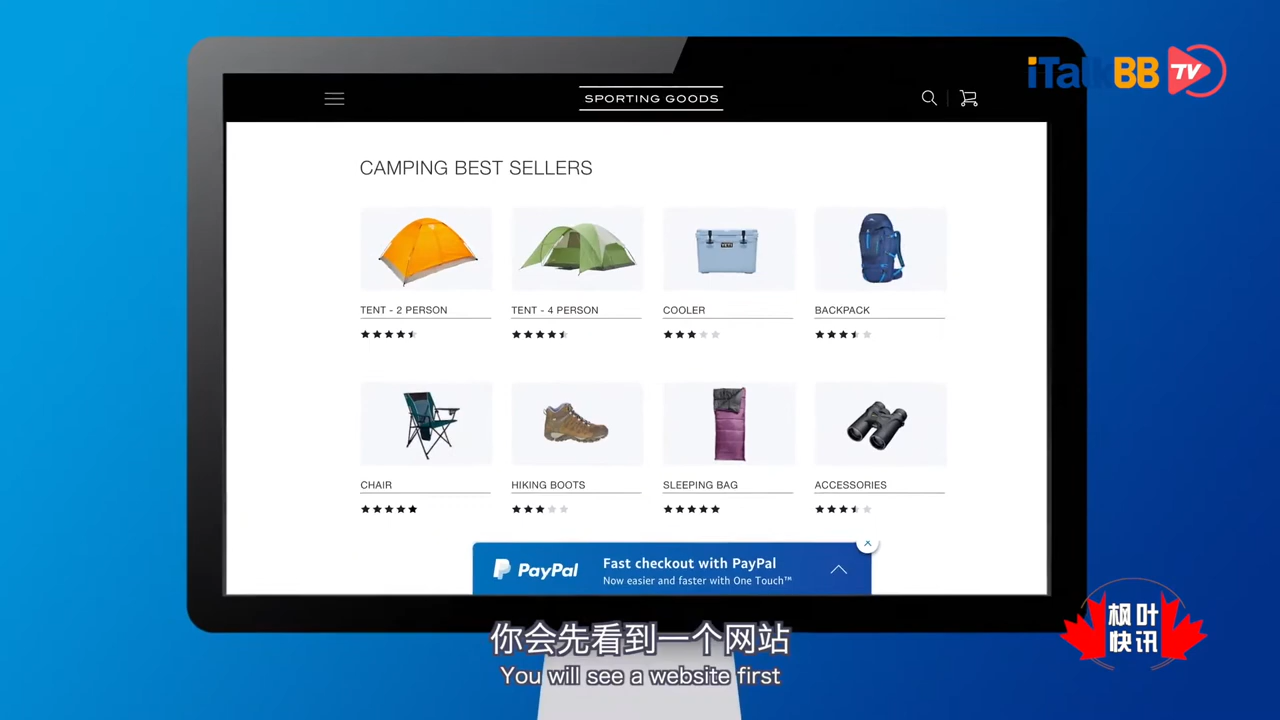 iTalkBB TV
SPORTING GOODS
CAMPING BEST SELLERS
TENT - 2 PERSON
TENT - 4 PERSON
COOLER
BACKPACK
YETI
CHAIR
HIKING BOOTS
SLEEPING BAG
ACCESSORIES
PayPal
Fast checkout with PayPal
Now easier and faster with One Touch™
枫叶
快讯
你会先看到一个网站
You will see a website first